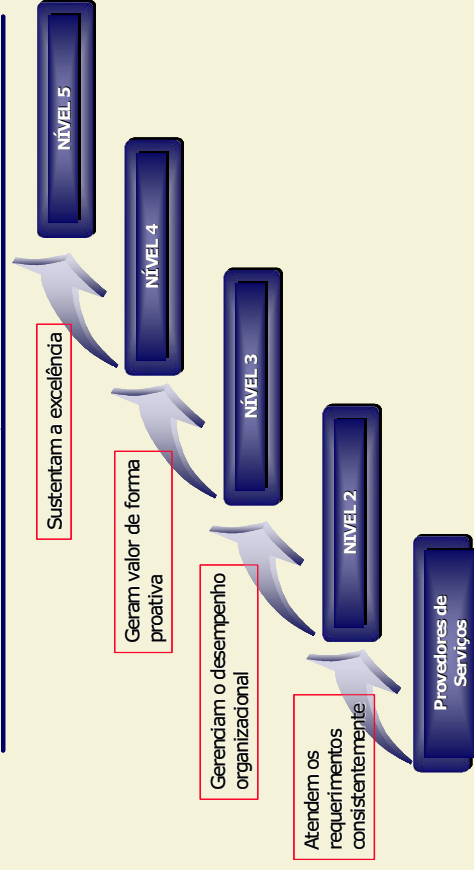 Sustentam a excelência
NÍVEL 5
Geram valor de forma
proativa
NÍVEL 4
Gerenciam o desempenho
organizacional
NÍVEL 3
Atendem os
requerimentos
consistentemente
NIVEL 2
Provedores de
Serviços